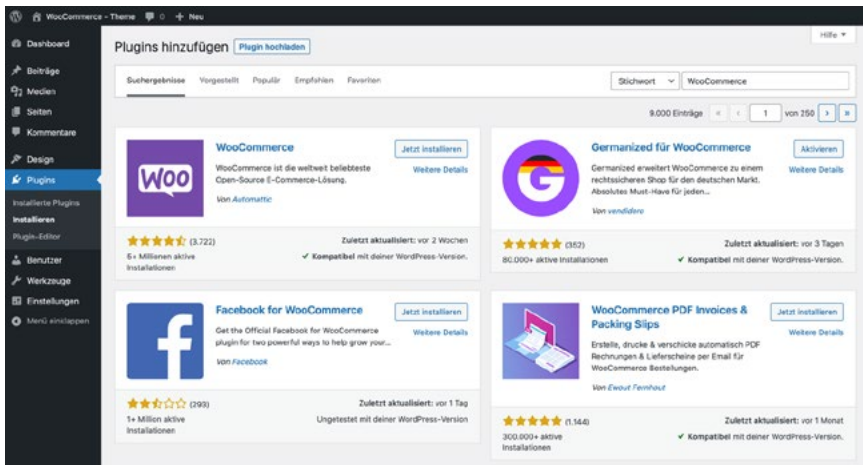 WooCommerce - Theme 0 + Neu
Dashboard
Beiträge
Medien
Seiten
Kommentare
Design
Plugins
Installierte Plugins
Installieren
Plugin-Editor
Benutzer
Werkzeuge
Einstellungen
Menü einklappen
Hilfe
Plugins hinzufügen Plugin hochladen
Suchergebnisse Vorgestellt Populär Empfohlen Favoriten Stichwort WooCommerce
9.000 Einträge « ‹ 1 von 250 › »
WOO
WooCommerce
Jetzt installieren
WooCommerce ist die weltweit beliebteste
Open-Source E-Commerce-Lösung.
Weitere Details
Von Automattic
(3.722)
5+ Millionen aktive
Installationen
Zuletzt aktualisiert: vor 2 Wochen
✓ Kompatibel mit deiner WordPress-Version.
G
Germanized für WooCommerce
Aktivieren
Germanized erweitert WooCommerce zu einem
rechtssicheren Shop für den deutschen Markt.
Absolutes Must-Have für jeden...
Weitere Details
Von vendidero
(352)
80.000+ aktive Installationen
Zuletzt aktualisiert: vor 3 Tagen
✓ Kompatibel mit deiner WordPress-Version.
f
Facebook for WooCommerce
Jetzt installieren
Get the Official Facebook for WooCommerce
plugin for two powerful ways to help grow your...
Weitere Details
Von Facebook
(293)
1+ Million aktive
Installationen
Zuletzt aktualisiert: vor 1 Tag
Ungetestet mit deiner WordPress-Version
WooCommerce PDF Invoices &
Packing Slips
Jetzt installieren
Erstelle, drucke & verschicke automatisch PDF
Rechnungen & Lieferscheine per Email für
WooCommerce Bestellungen.
Weitere Details
Von Ewout Fernhout
(1.144)
300.000+ aktive
Installationen
Zuletzt aktualisiert: vor 1 Monat
✓ Kompatibel mit deiner WordPress-Version.